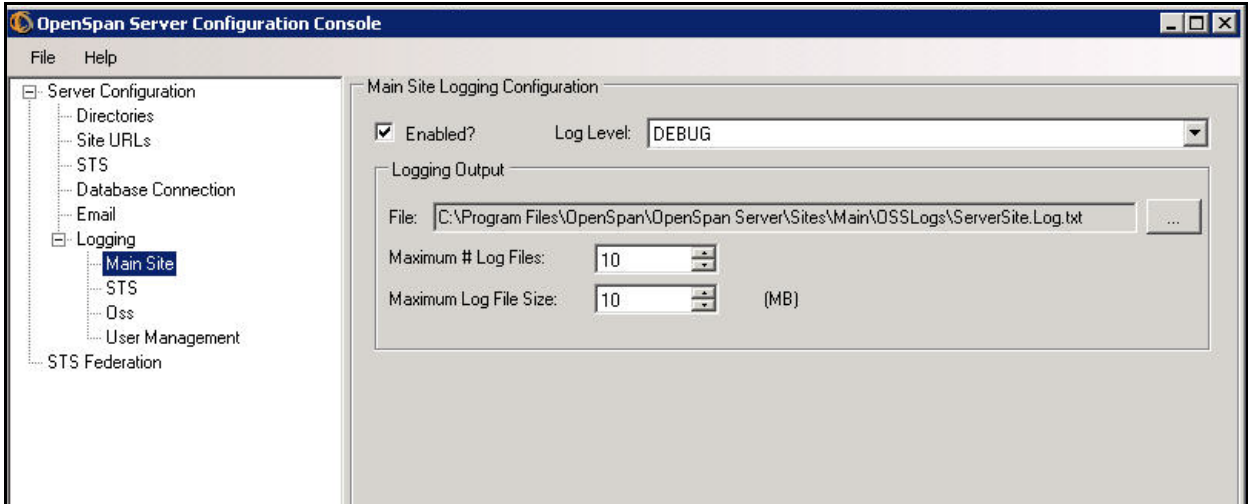 OpenSpan Server Configuration Console
File Help
Server Configuration
Directories
Site URLs
STS
Database Connection
Email
Logging
Main Site
STS
Oss
User Management
STS Federation
Main Site Logging Configuration
Enabled? Log Level: DEBUG
Logging Output
File: C:\Program Files\OpenSpan\OpenSpan Server\Sites\Main\OSSLogs\ServerSite.Log.txt ...
Maximum # Log Files: 10
Maximum Log File Size: 10 (MB)